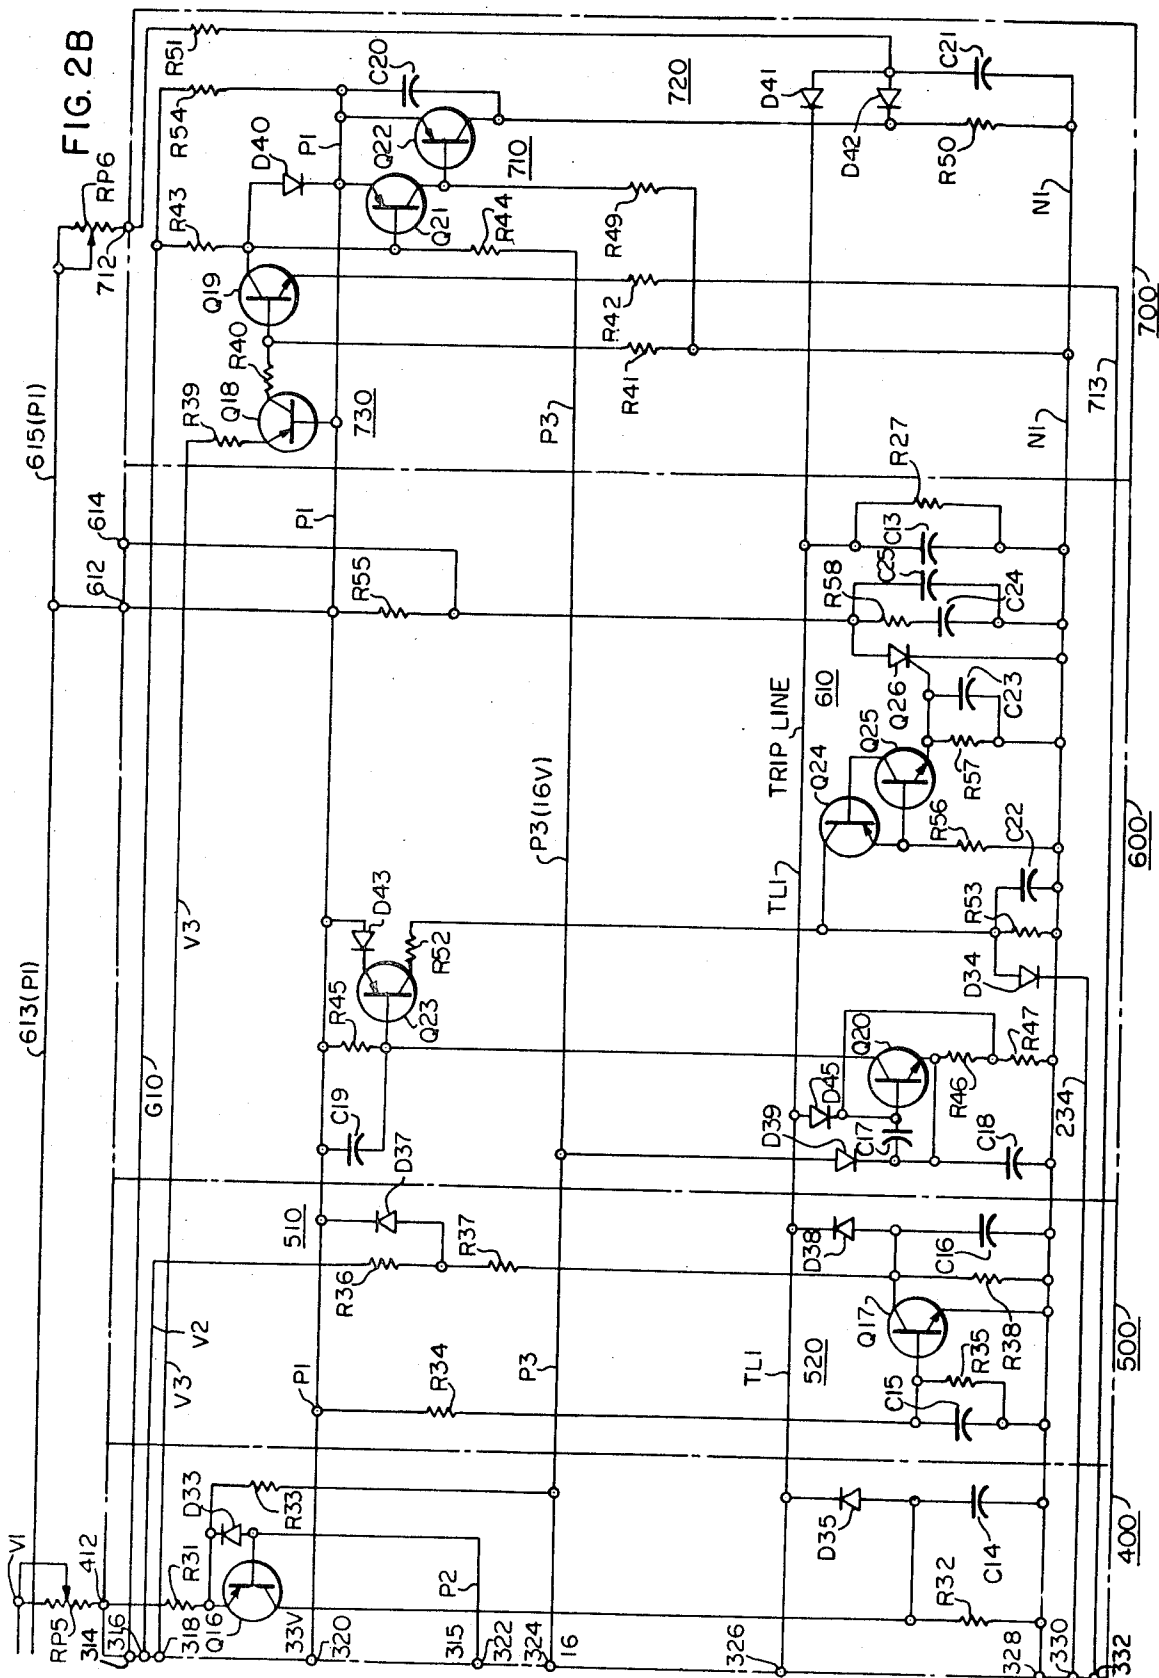 FIG. 2B
613(P1)
615(P1)
V1
RP5
412
314
316
318
G10
V3
V2
V3
612
614
712
RP6
R51
R54
R43
R39
R40
Q18
Q19
D40
P1
C20
Q22
710
720
Q21
R44
730
R31
D33
Q16
R33
33V
320
P1
510
R36
D37
R37
R34
C19
R45
Q23
D43
R52
P1
R55
P2
315
322
324
16
P3
P3(16V)
P3
R41
R42
R49
TL1
TL1
TRIP LINE
326
520
610
D35
C14
R32
Q17
C15
R35
R38
D38
C16
D39
D45
C17
Q20
R46
R47
C18
D34
R53
C22
Q24
Q25
R56
R57
Q26
C23
R58
C25
C24
C13
R27
D41
D42
C21
R50
N1
N1
328
330
332
234
713
400
500
600
700